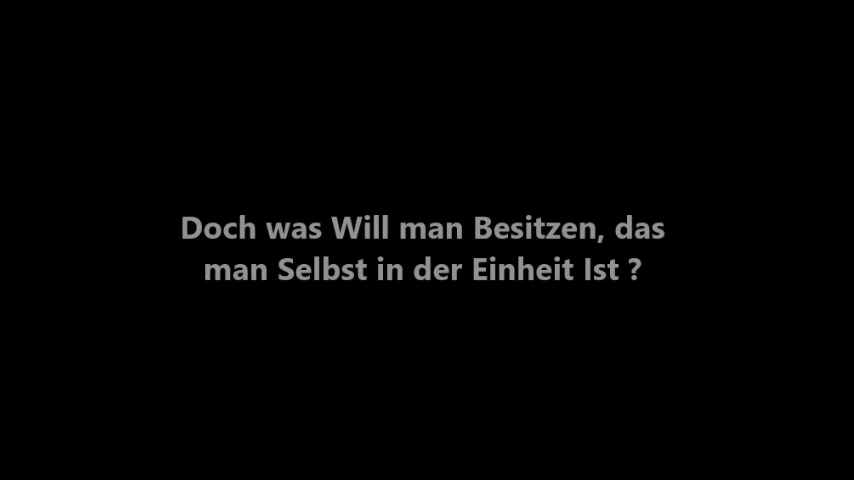 Doch was Will man Besitzen, das
man Selbst in der Einheit Ist ?